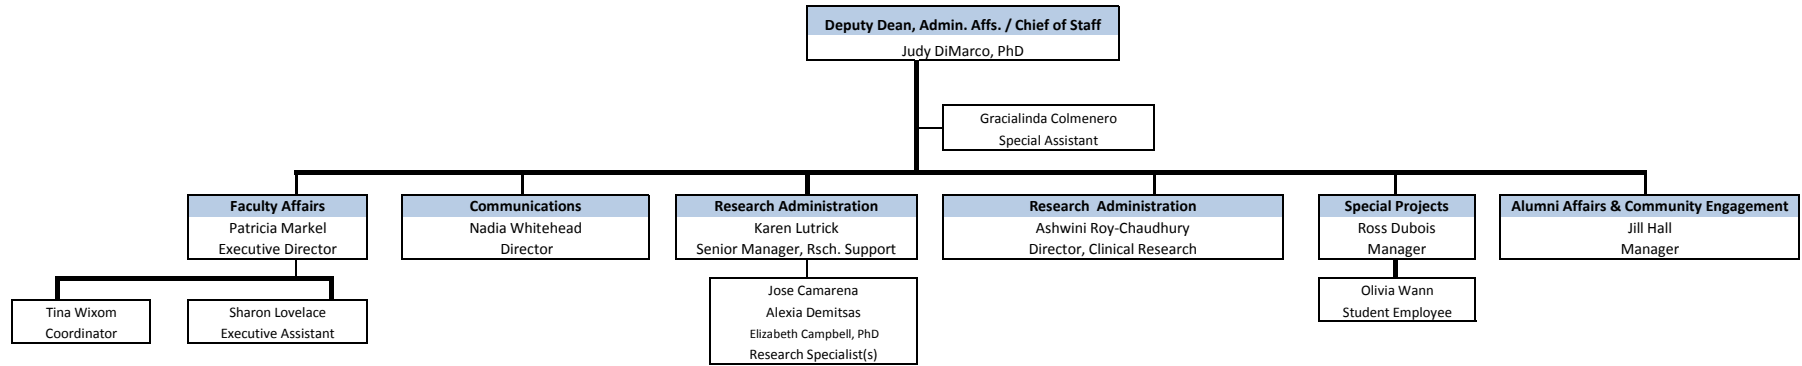 Deputy Dean, Admin. Affs. / Chief of Staff
Judy DiMarco, PhD
Gracialinda Colmenero
Special Assistant
Faculty Affairs
Patricia Markel
Executive Director
Communications
Nadia Whitehead
Director
Research Administration
Karen Lutrick
Senior Manager, Rsch. Support
Research Administration
Ashwini Roy-Chaudhury
Director, Clinical Research
Special Projects
Ross Dubois
Manager
Alumni Affairs & Community Engagement
Jill Hall
Manager
Tina Wixom
Coordinator
Sharon Lovelace
Executive Assistant
Jose Camarena
Alexia Demitsas
Elizabeth Campbell, PhD
Research Specialist(s)
Olivia Wann
Student Employee